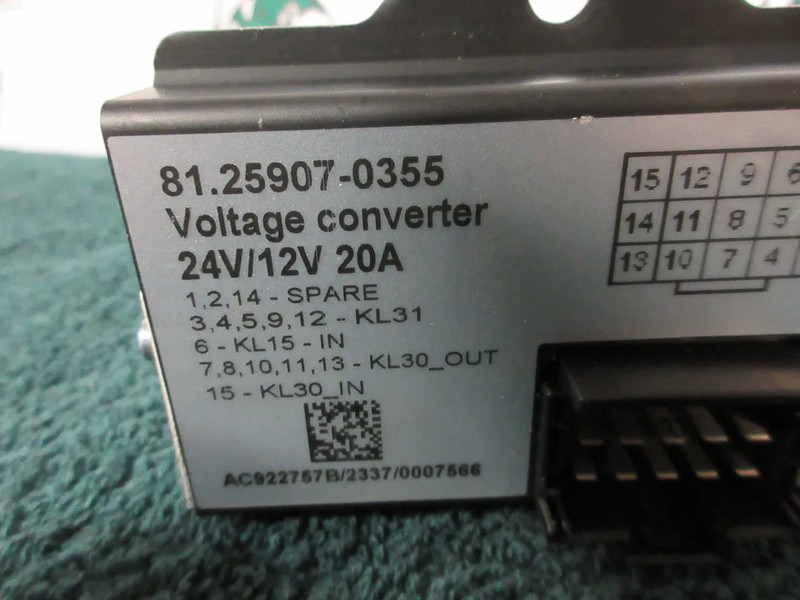 81.25907-0355
Voltage converter
24V/12V 20A
1,2,14 - SPARE
3,4,5,9,12 - KL31
6 - KL15 - IN
7,8,10,11,13 - KL30_OUT
15 - KL30_IN
AC922757B/2337/0007566
15 12 9 6
14 11 8 5
13 10 7 4